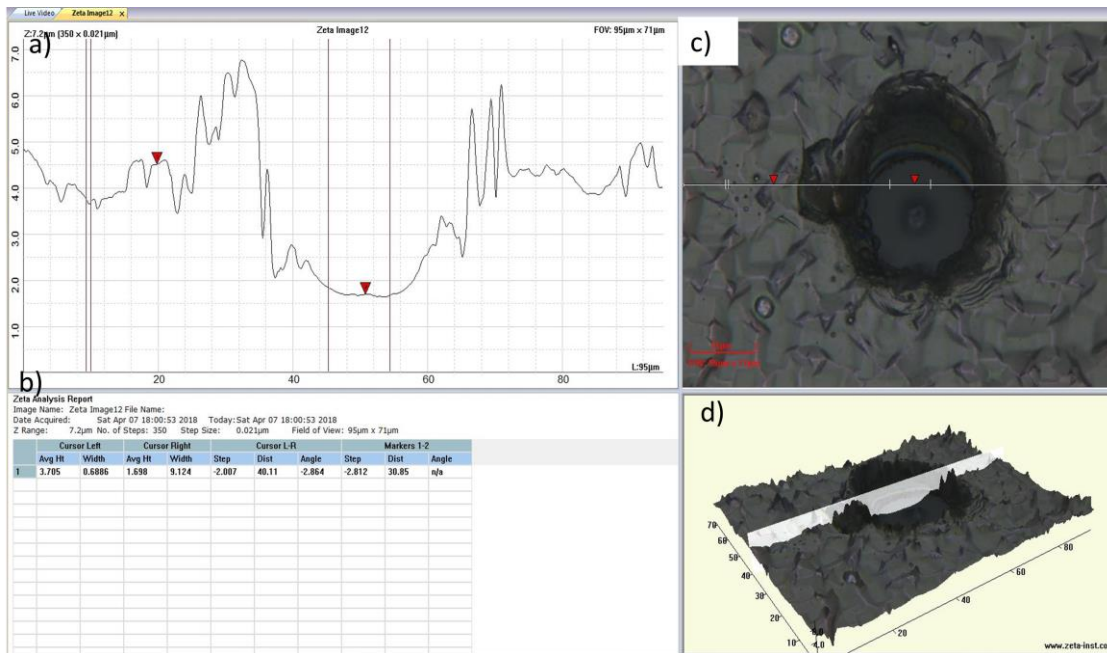 Live Video Zeta Image12 x
a)
Z:7.2µm (350 x 0.021µm) Zeta Image12 FOV: 95µm x 71µm
7.0
6.0
5.0
4.0
3.0
2.0
1.0
L:95µm
20 40 60 80
b)
Zeta Analysis Report
Image Name: Zeta Image12 File Name:
Date Acquired: Sat Apr 07 18:00:53 2018 Today:Sat Apr 07 18:00:53 2018
Z Range: 7.2µm No. of Steps: 350 Step Size: 0.021µm Field of View: 95µm x 71µm
Cursor Left Cursor Right Cursor L-R Markers 1-2
Avg Ht Width Avg Ht Width Step Dist Angle Step Dist Angle
1 3.705 0.6886 1.698 9.124 -2.007 40.11 -2.864 -2.812 30.85 n/a
c)
d)
70
60
50
40
30
20
10
20
40
60
80
www.zeta-inst.co